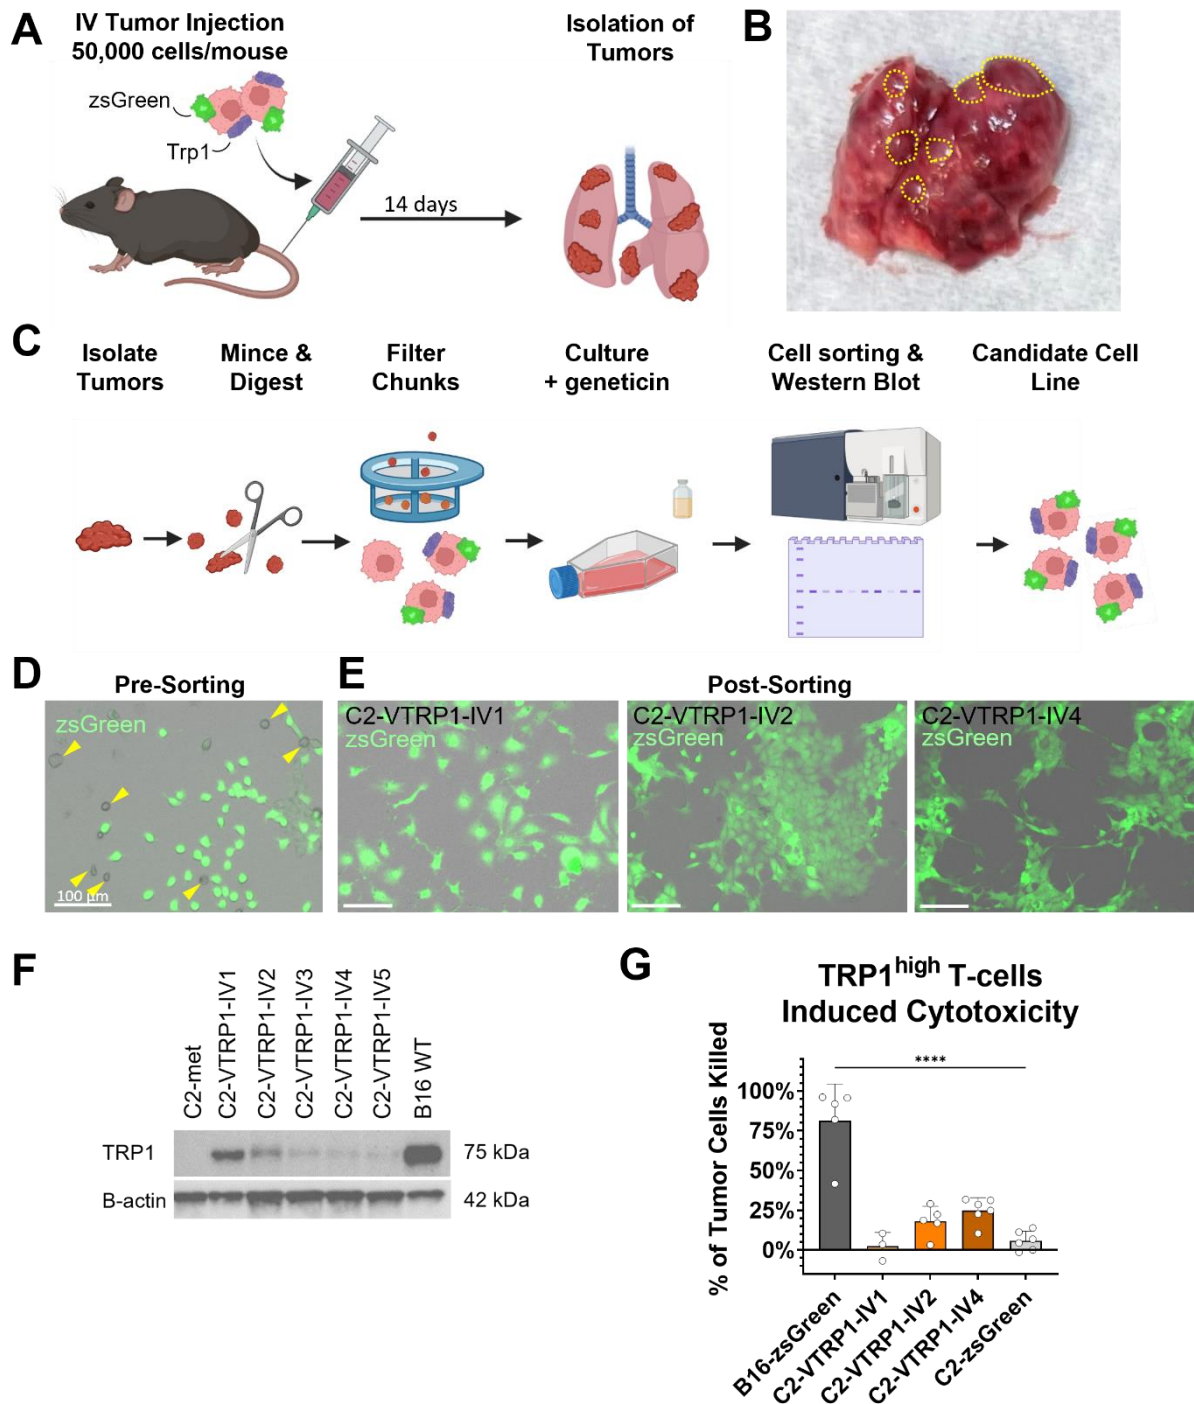 A
IV Tumor Injection
50,000 cells/mouse
zsGreen
Trp1
14 days
Isolation of
Tumors
B
C
Isolate
Tumors
Mince &
Digest
Filter
Chunks
Culture
+ geneticin
Cell sorting &
Western Blot
Candidate Cell
Line
D
Pre-Sorting
zsGreen
100 µm
E
Post-Sorting
C2-VTRP1-IV1
zsGreen
C2-VTRP1-IV2
zsGreen
C2-VTRP1-IV4
zsGreen
F
C2-met
C2-VTRP1-IV1
C2-VTRP1-IV2
C2-VTRP1-IV3
C2-VTRP1-IV4
C2-VTRP1-IV5
B16 WT
TRP1
75 kDa
B-actin
42 kDa
G
TRP1high T-cells
Induced Cytotoxicity
% of Tumor Cells Killed
****
100%
75%
50%
25%
0%
B16-zsGreen
C2-VTRP1-IV1
C2-VTRP1-IV2
C2-VTRP1-IV4
C2-zsGreen